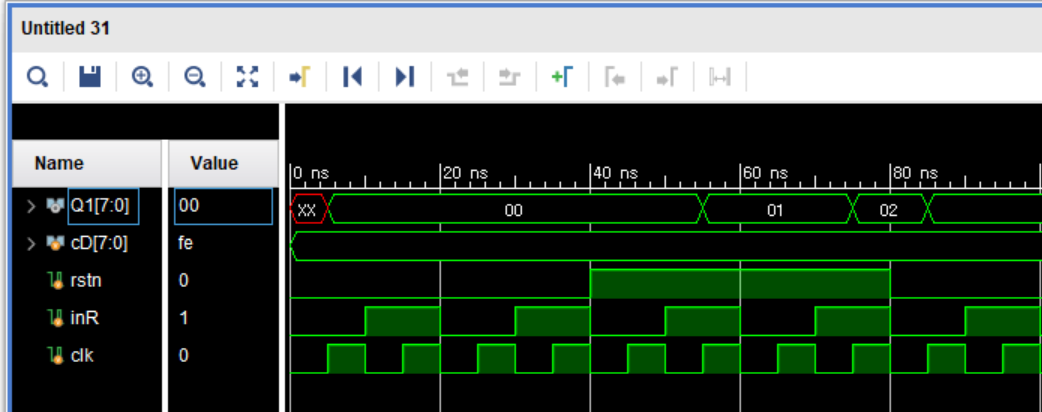 Untitled 31
Name Value
0 ns 20 ns 40 ns 60 ns 80 ns
Q1[7:0] 00 XX 00 01 02
cD[7:0] fe
rstn 0
inR 1
clk 0